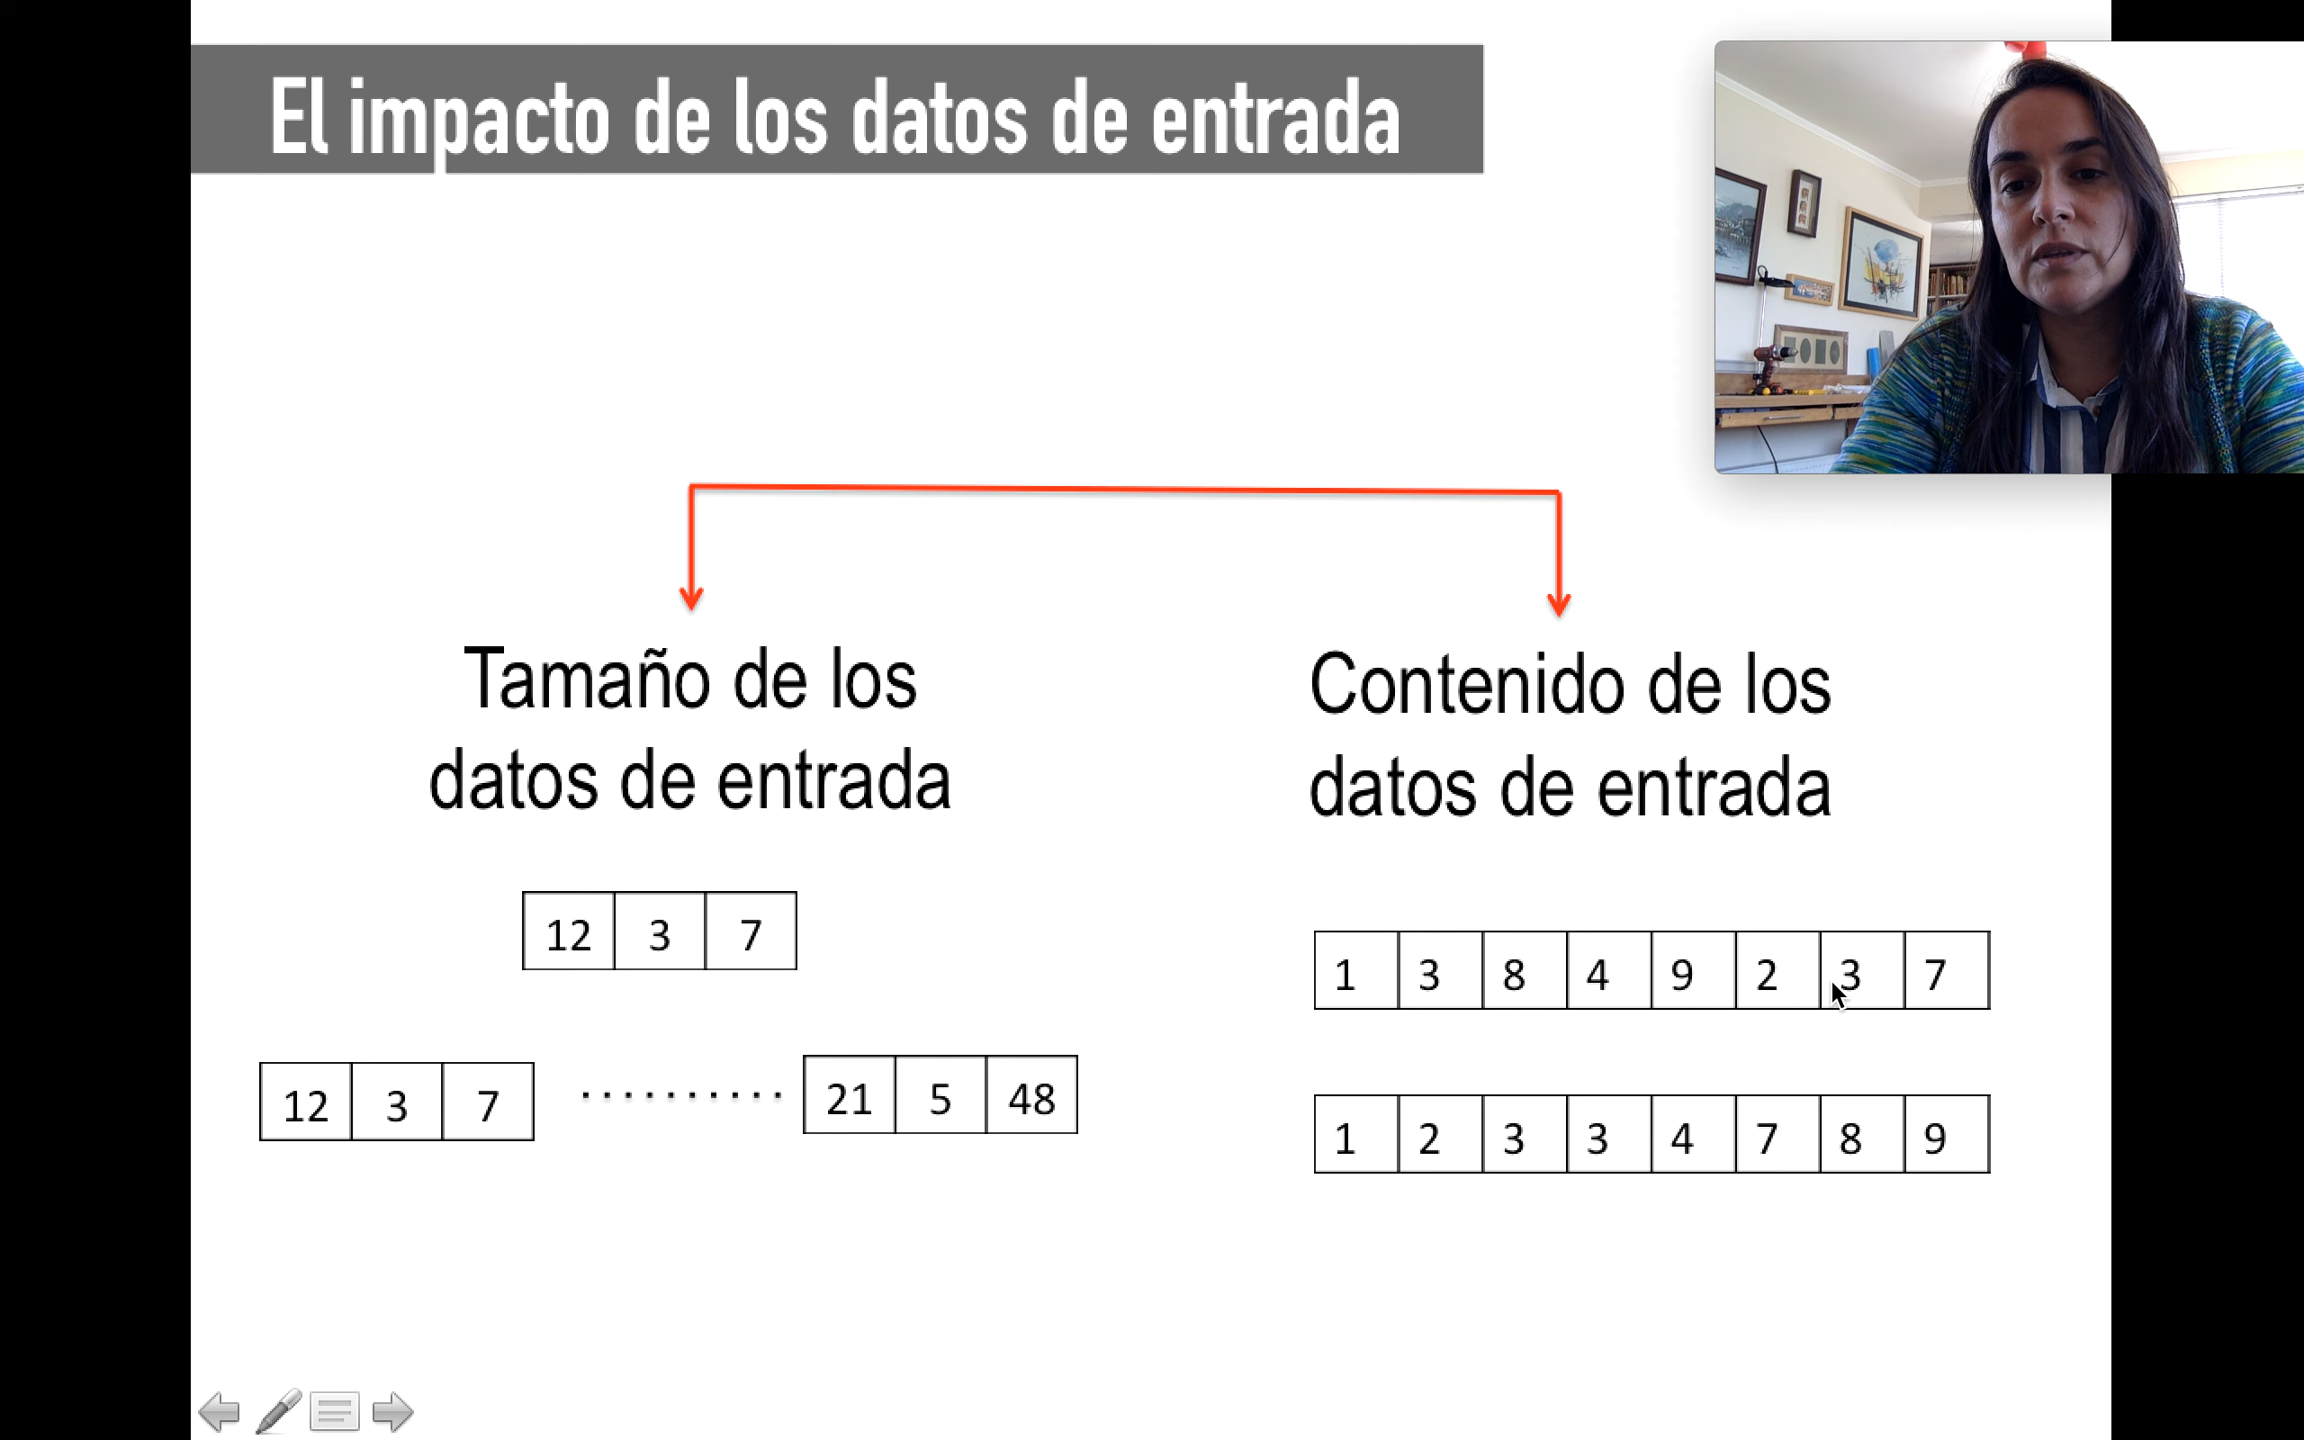 El impacto de los datos de entrada
Tamaño de los
datos de entrada
12 3 7
12 3 7 .......... 21 5 48
Contenido de los
datos de entrada
1 3 8 4 9 2 3 7
1 2 3 3 4 7 8 9